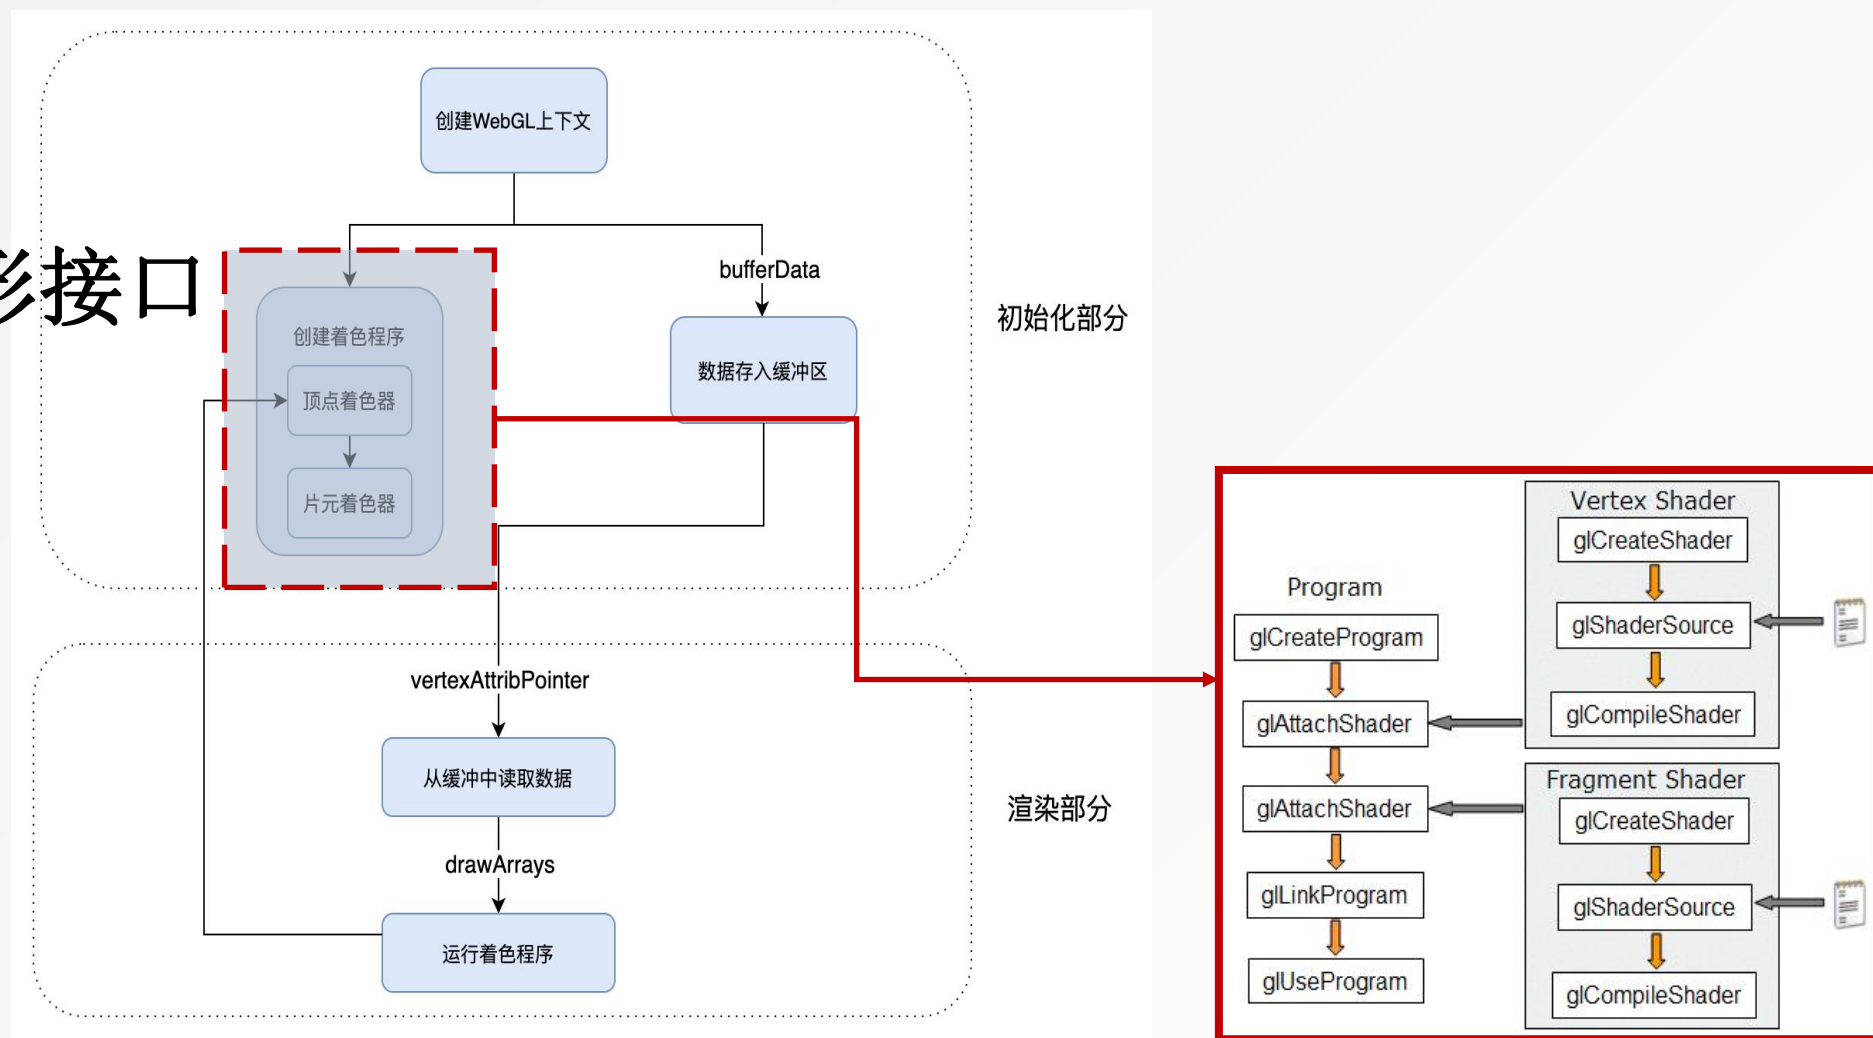 创建WebGL上下文
形接口
bufferData
创建着色程序
顶点着色器
片元着色器
数据存入缓冲区
初始化部分
vertexAttribPointer
从缓冲中读取数据
drawArrays
运行着色程序
渲染部分
Program
glCreateProgram
glAttachShader
glAttachShader
glLinkProgram
glUseProgram
Vertex Shader
glCreateShader
glShaderSource
glCompileShader
Fragment Shader
glCreateShader
glShaderSource
glCompileShader